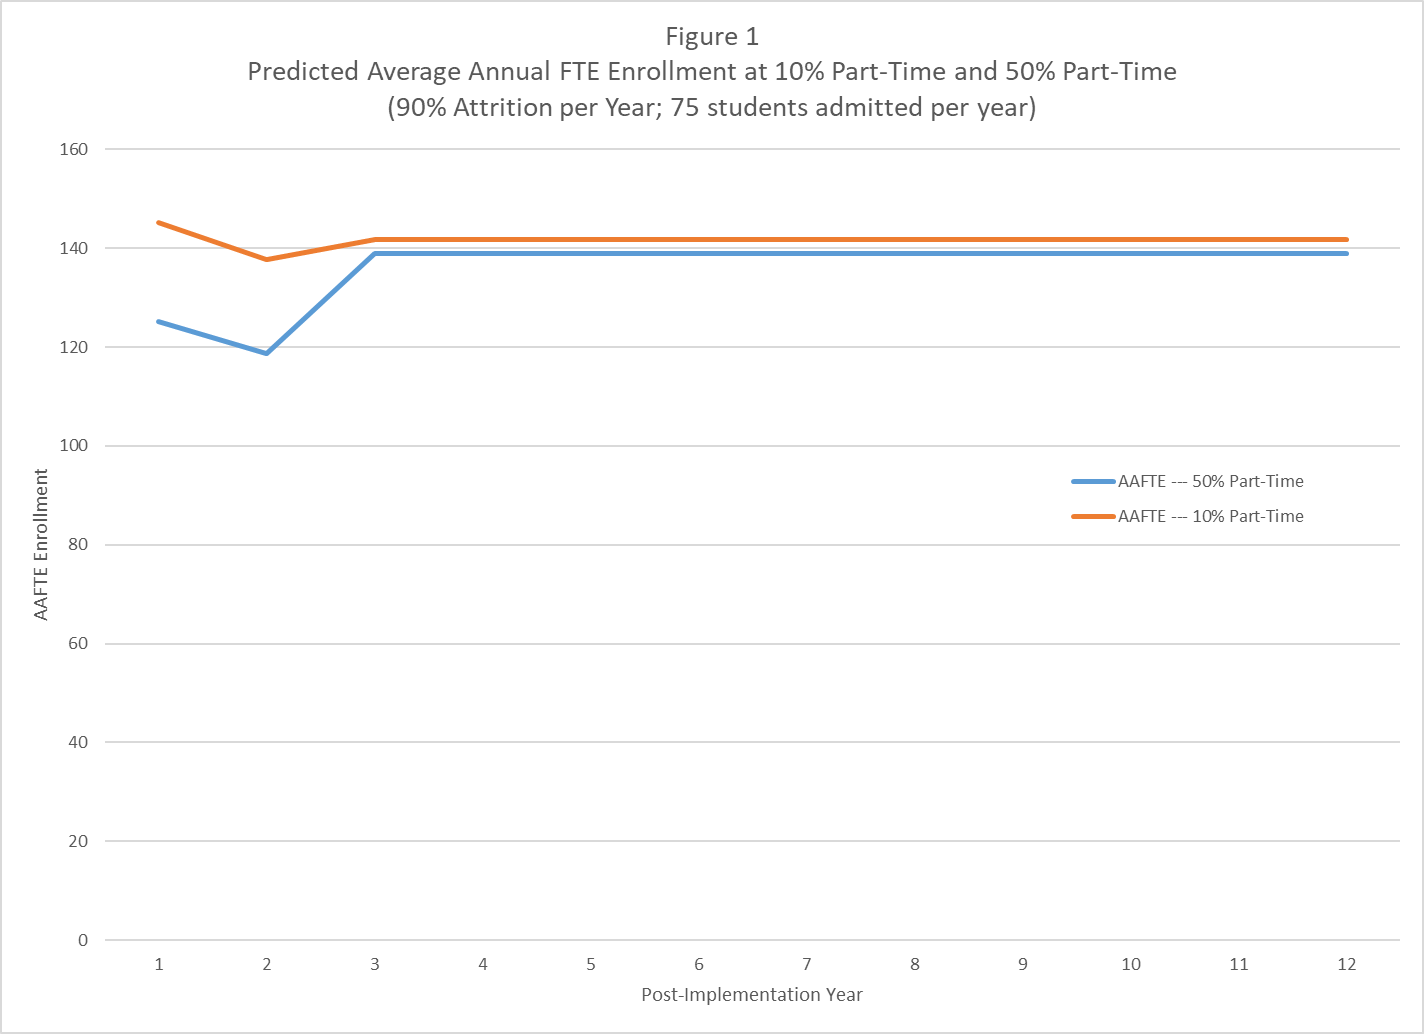 Figure 1
Predicted Average Annual FTE Enrollment at 10% Part-Time and 50% Part-Time
(90% Attrition per Year; 75 students admitted per year)
160
140
120
100
80
60
40
20
0
AAFTE Enrollment
AAFTE --- 50% Part-Time
AAFTE --- 10% Part-Time
1 2 3 4 5 6 7 8 9 10 11 12
Post-Implementation Year